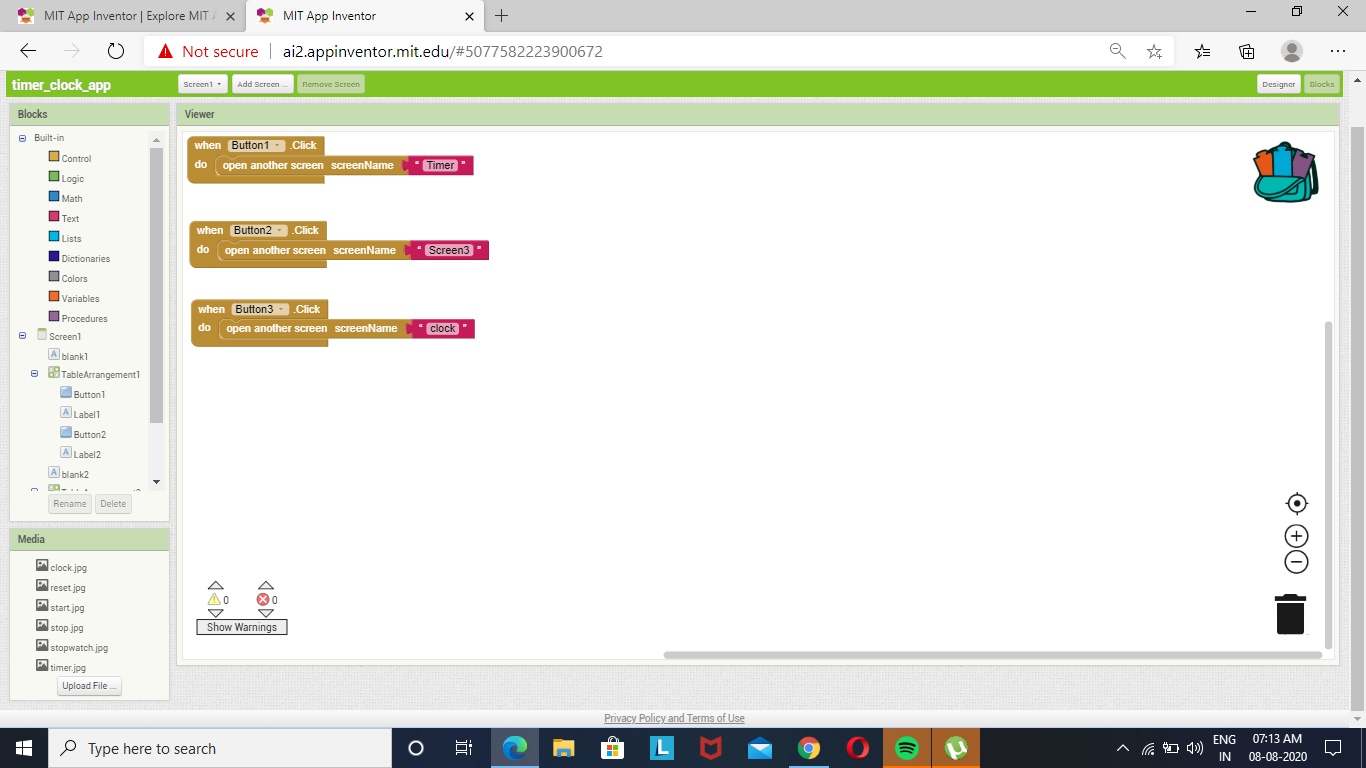 MIT App Inventor | Explore MIT
MIT App Inventor
Not secure
ai2.appinventor.mit.edu/#5077582223900672
timer_clock_app
Screen1
Add Screen ...
Remove Screen
Designer
Blocks
Blocks
Built-in
Control
Logic
Math
Text
Lists
Dictionaries
Colors
Variables
Procedures
Screen1
blank1
TableArrangement1
Button1
Label1
Button2
Label2
blank2
Rename
Delete
Media
clock.jpg
reset.jpg
start.jpg
stop.jpg
stopwatch.jpg
timer.jpg
Upload File ...
Viewer
when Button1 .Click
do open another screen screenName " Timer "
when Button2 .Click
do open another screen screenName " Screen3 "
when Button3 .Click
do open another screen screenName " clock "
0 0
Show Warnings
Privacy Policy and Terms of Use
Type here to search
L
ENG
IN
07:13 AM
08-08-2020